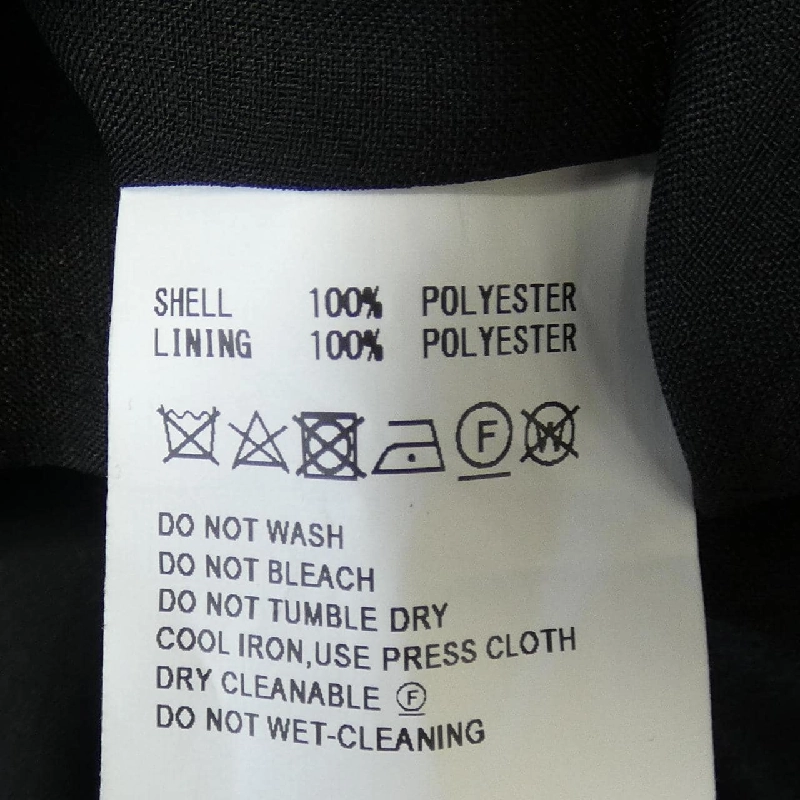 SHELL 100% POLYESTER
LINING 100% POLYESTER
F W
DO NOT WASH
DO NOT BLEACH
DO NOT TUMBLE DRY
COOL IRON,USE PRESS CLOTH
DRY CLEANABLE Ⓕ
DO NOT WET-CLEANING